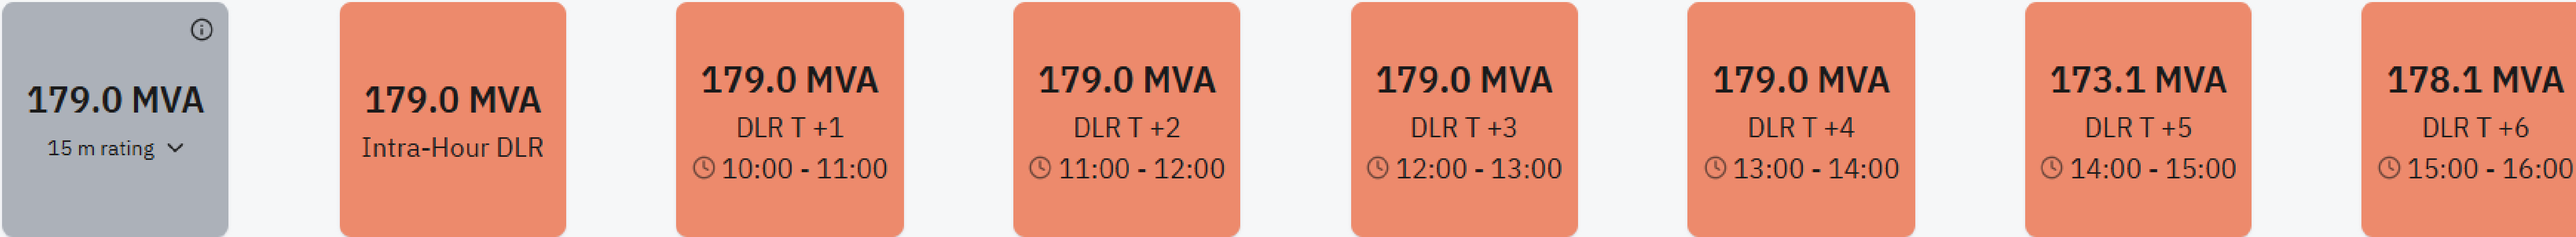 179.0 MVA
15 m rating
179.0 MVA
Intra-Hour DLR
179.0 MVA
DLR T +1
10:00 - 11:00
179.0 MVA
DLR T +2
11:00 - 12:00
179.0 MVA
DLR T +3
12:00 - 13:00
179.0 MVA
DLR T +4
13:00 - 14:00
173.1 MVA
DLR T +5
14:00 - 15:00
178.1 MVA
DLR T +6
15:00 - 16:00